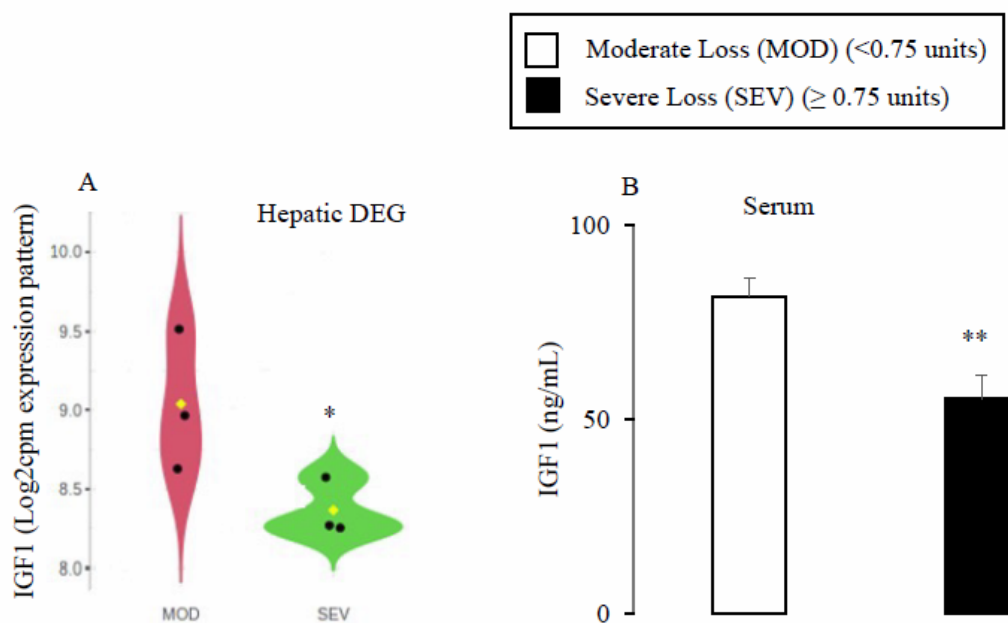 Moderate Loss (MOD) (<0.75 units)
Severe Loss (SEV) (≥ 0.75 units)
A
Hepatic DEG
IGF1 (Log2cpm expression pattern)
10.0
9.5
9.0
8.5
8.0
*
MOD
SEV
B
Serum
IGF1 (ng/mL)
100
50
0
**